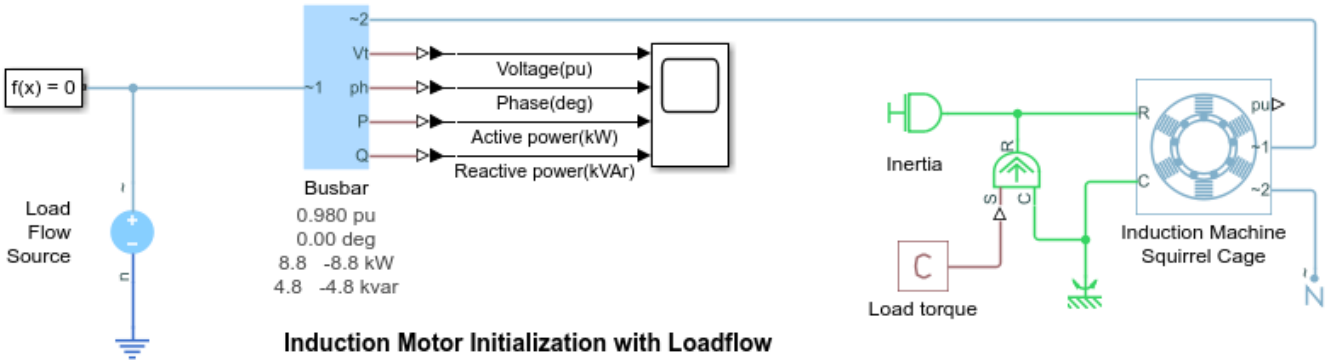 ~2
Vt
ph
P
Q
~1
f(x) = 0
Voltage(pu)
Phase(deg)
Active power(kW)
Reactive power(kVAr)
Busbar
0.980 pu
0.00 deg
8.8 -8.8 kW
4.8 -4.8 kvar
Load
Flow
Source
~
+
−
n
Inertia
R
S
C
C
Load torque
R
C
pu
~1
~2
Induction Machine
Squirrel Cage
~
N
Induction Motor Initialization with Loadflow